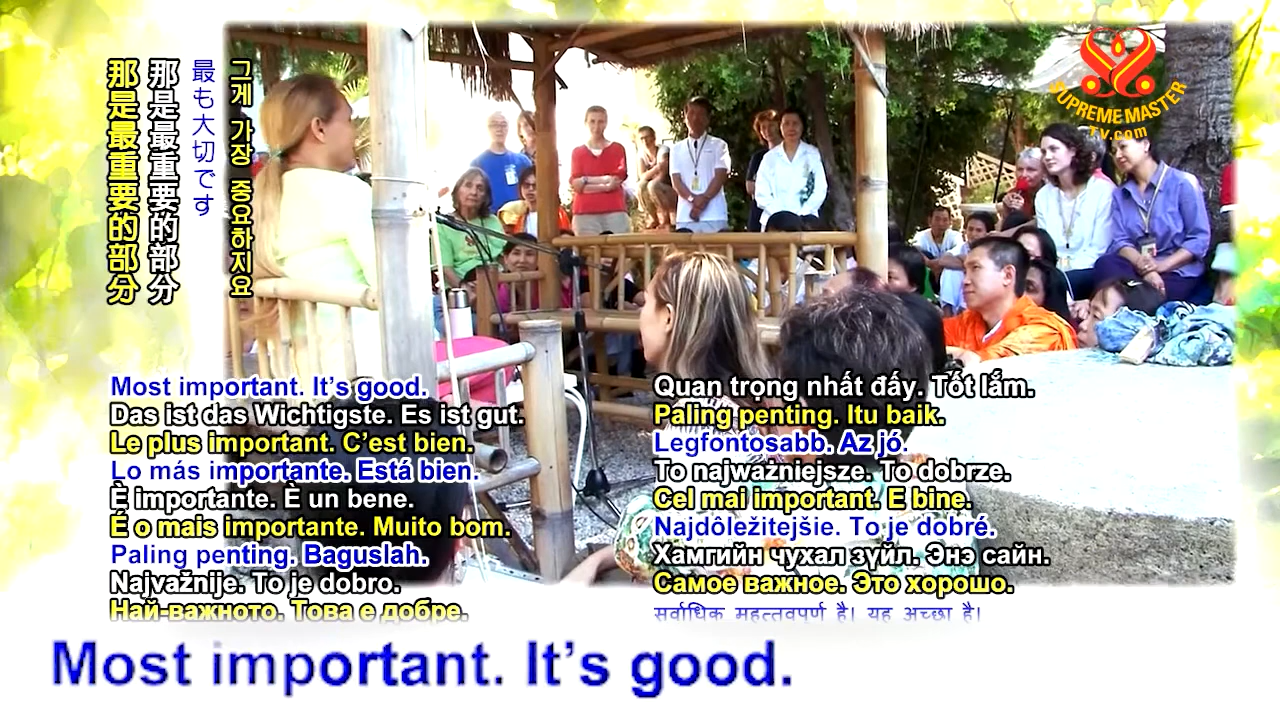 SUPREME MASTER
TV.com
그게 가장 중요하지요
最も大切です
那是最重要的部分
那是最重要的部分
Most important. It's good.
Das ist das Wichtigste. Es ist gut.
Le plus important. C'est bien.
Lo más importante. Está bien.
È importante. È un bene.
É o mais importante. Muito bom.
Paling penting. Baguslah.
Najvažnije. To je dobro.
Най-важното. Това е добре.
Quan trọng nhất đấy. Tốt lắm.
Paling penting. Itu baik.
Legfontosabb. Az jó.
To najważniejsze. To dobrze.
Cel mai important. E bine.
Najdôležitejšie. To je dobré.
Хамгийн чухал зүйл. Энэ сайн.
Самое важное. Это хорошо.
सर्वाधिक महत्तवपूर्ण है। यह अच्छा है।
Most important. It's good.